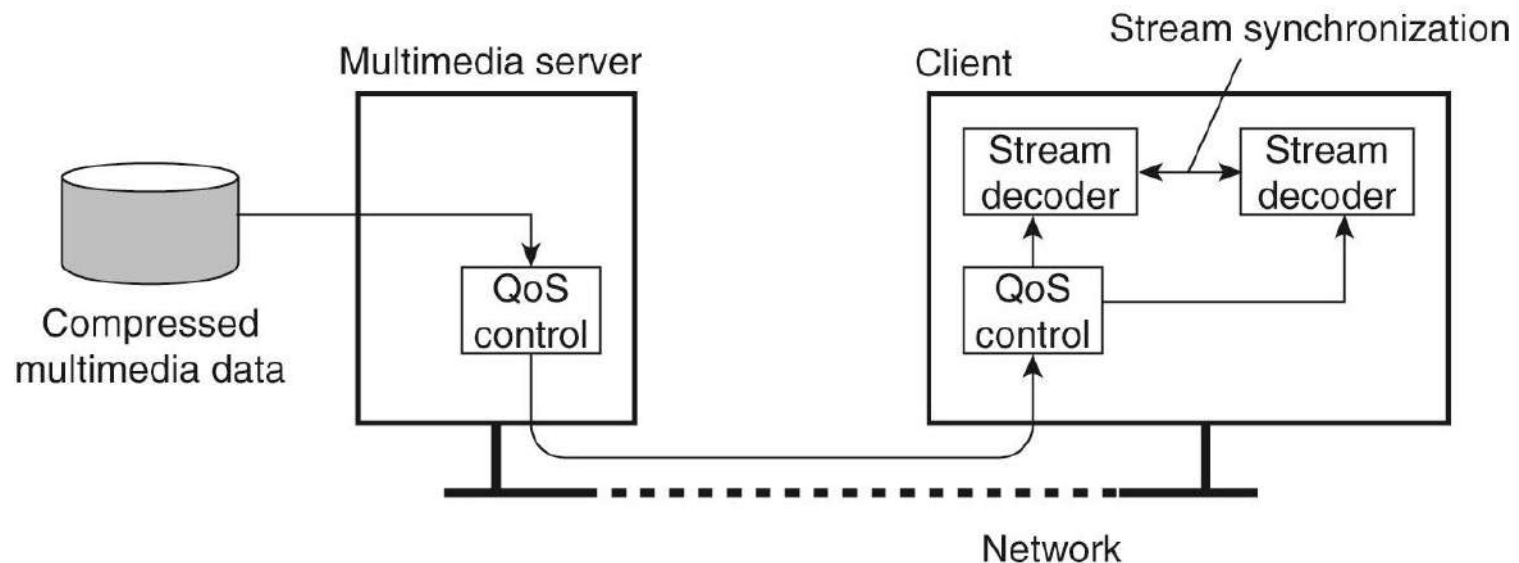 Stream synchronization
Multimedia server
Client
Stream
decoder
Stream
decoder
QoS
control
QoS
control
Compressed
multimedia data
Network